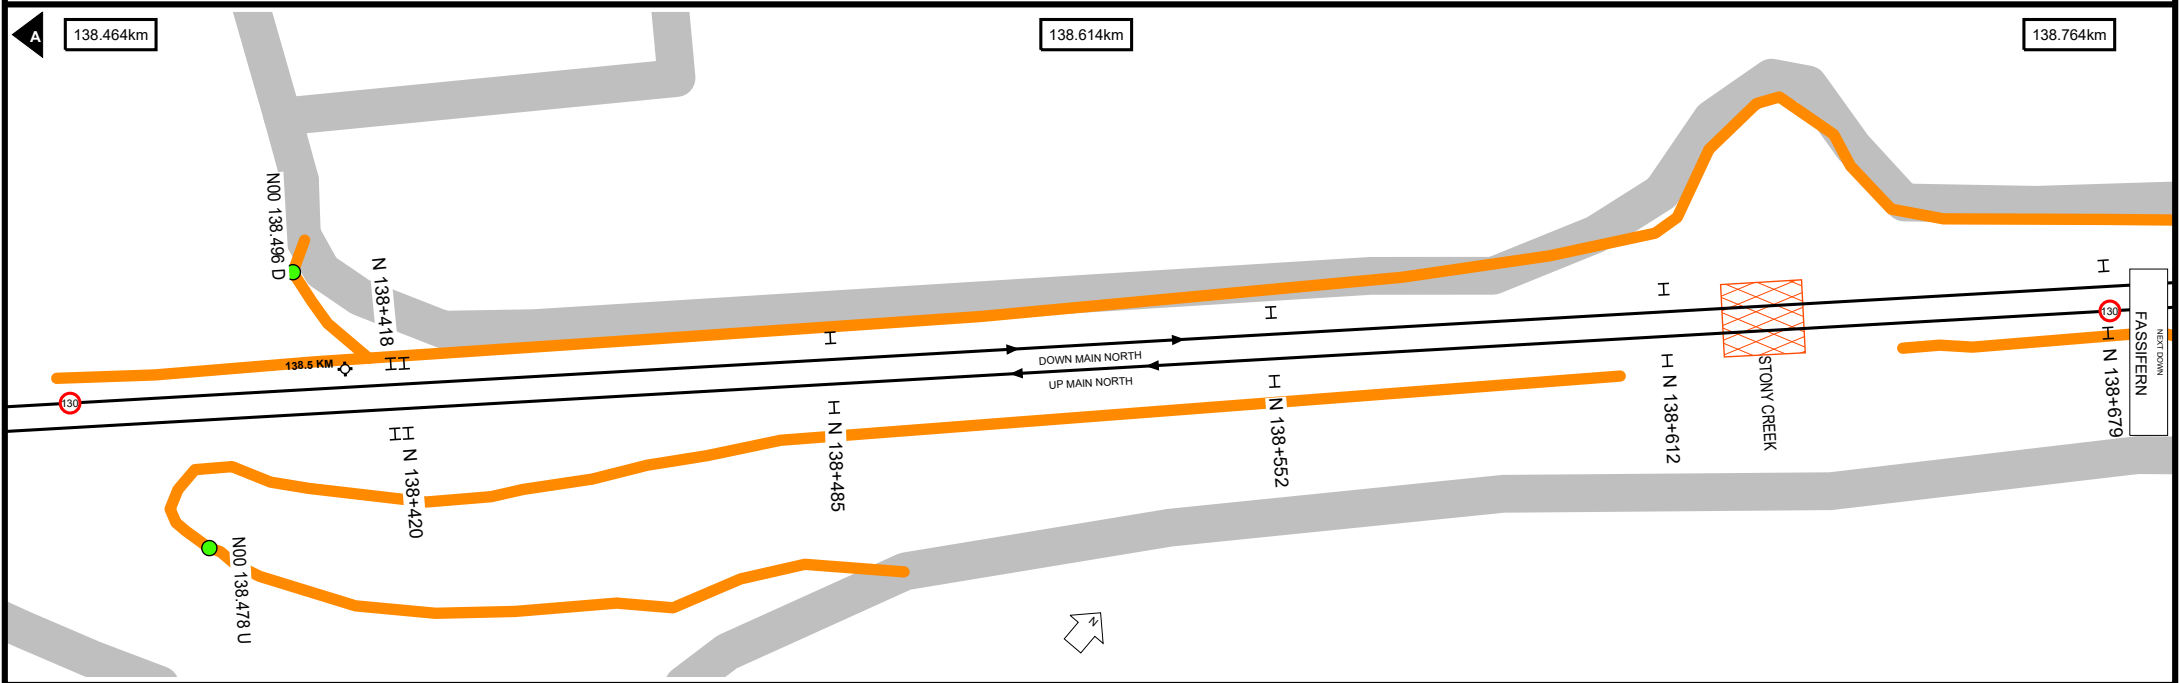 A
138.464km
138.614km
138.764km
N00 138.496 D
N 138+418
138.5 KM
130
DOWN MAIN NORTH
UP MAIN NORTH
H
H
H
H
H
H
H
H
H
H N 138+420
H N 138+485
H N 138+552
H N 138+612
STONY CREEK
130
H N 138+679
FASSIFERN
NEXT DOWN
N00 138.478 U
N